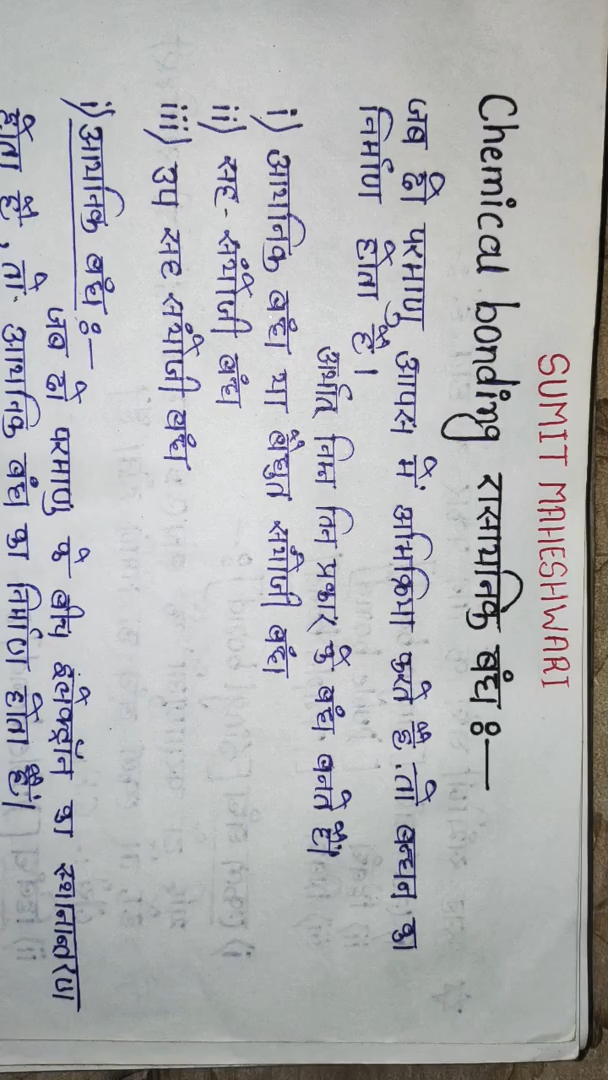 SUMIT MAHESHWARI
Chemical bonding रासायनिक बंध :—
जब दो परमाणु आपस में अभिक्रिया करते है, तो बन्धन का
निर्माण होता है।
अर्थात् निम्न तिन प्रकार के बंध बनते हैं।
i) आयनिक बंध या वैधुत संयोजी बंध
ii) सह-संयोजी बंध
iii) उप सह संयोजी बंध
i) आयनिक बंध :—
जब दो परमाणु के बीच इलेक्ट्रॉन का स्थानान्तरण
होता है, तो आयनिक बंध का निर्माण होता हैं।